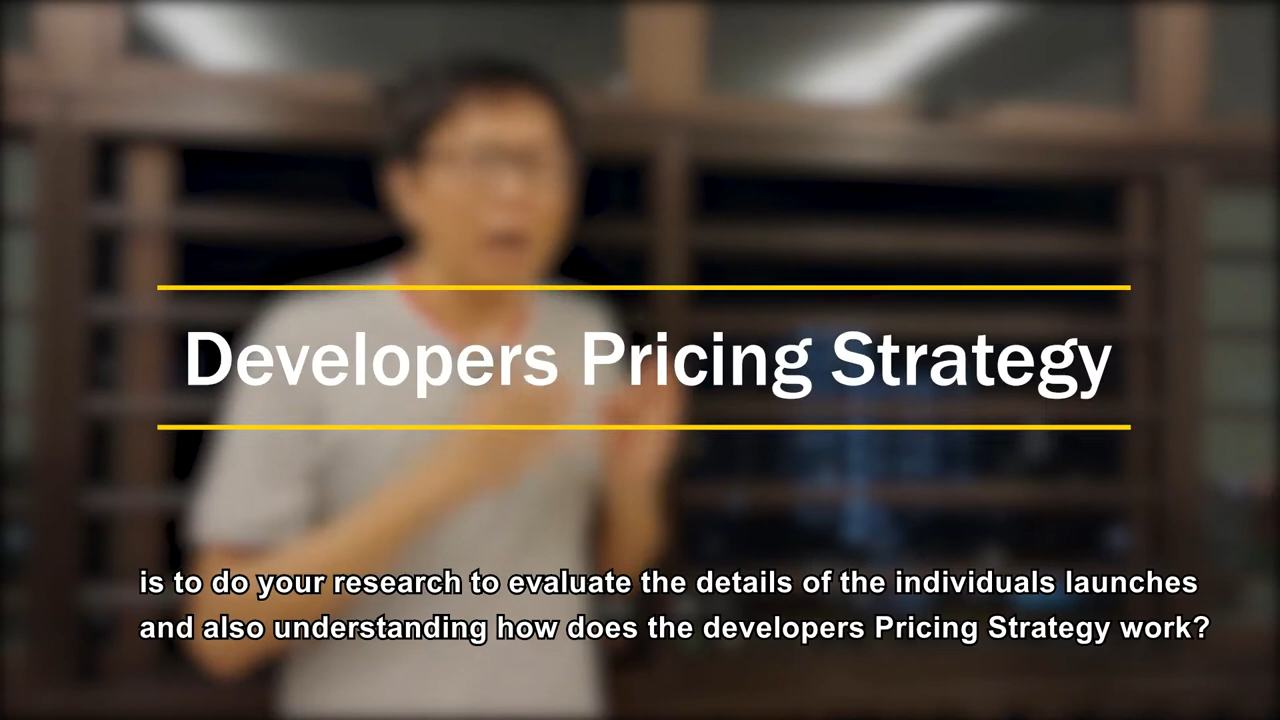 Developers Pricing Strategy
is to do your research to evaluate the details of the individuals launches
and also understanding how does the developers Pricing Strategy work?